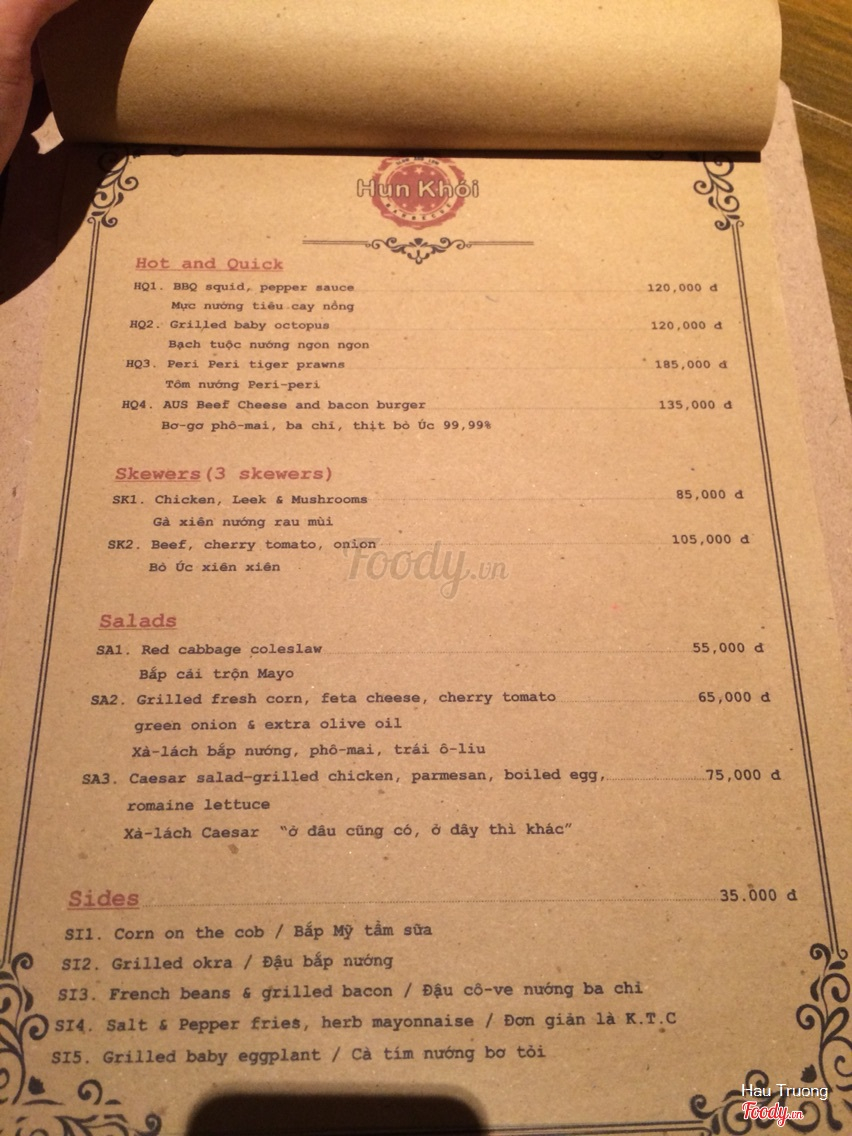 Hun Khói
BARBECUE
Hot and Quick
HQ1. BBQ squid, pepper sauce 120,000 đ
Mực nướng tiêu cay nồng
HQ2. Grilled baby octopus 120,000 đ
Bạch tuộc nướng ngon ngon
HQ3. Peri Peri tiger prawns 185,000 đ
Tôm nướng Peri-peri
HQ4. AUS Beef Cheese and bacon burger 135,000 đ
Bơ-gơ phô-mai, ba chỉ, thịt bò Úc 99,99%
Skewers (3 skewers)
SK1. Chicken, Leek & Mushrooms 85,000 đ
Gà xiên nướng rau mùi
SK2. Beef, cherry tomato, onion 105,000 đ
Bò Úc xiên xiên
Foody.vn
Salads
SA1. Red cabbage coleslaw 55,000 đ
Bắp cải trộn Mayo
SA2. Grilled fresh corn, feta cheese, cherry tomato 65,000 đ
green onion & extra olive oil
Xà-lách bắp nướng, phô-mai, trái ô-liu
SA3. Caesar salad-grilled chicken, parmesan, boiled egg, 75,000 đ
romaine lettuce
Xà-lách Caesar "ở đâu cũng có, ở đây thì khác"
Sides 35.000 đ
SI1. Corn on the cob / Bắp Mỹ tẩm sữa
SI2. Grilled okra / Đậu bắp nướng
SI3. French beans & grilled bacon / Đậu cô-ve nướng ba chỉ
SI4. Salt & Pepper fries, herb mayonnaise / Đơn giản là K.T.C
SI5. Grilled baby eggplant / Cà tím nướng bơ tỏi
Hau Truong
Foody.vn